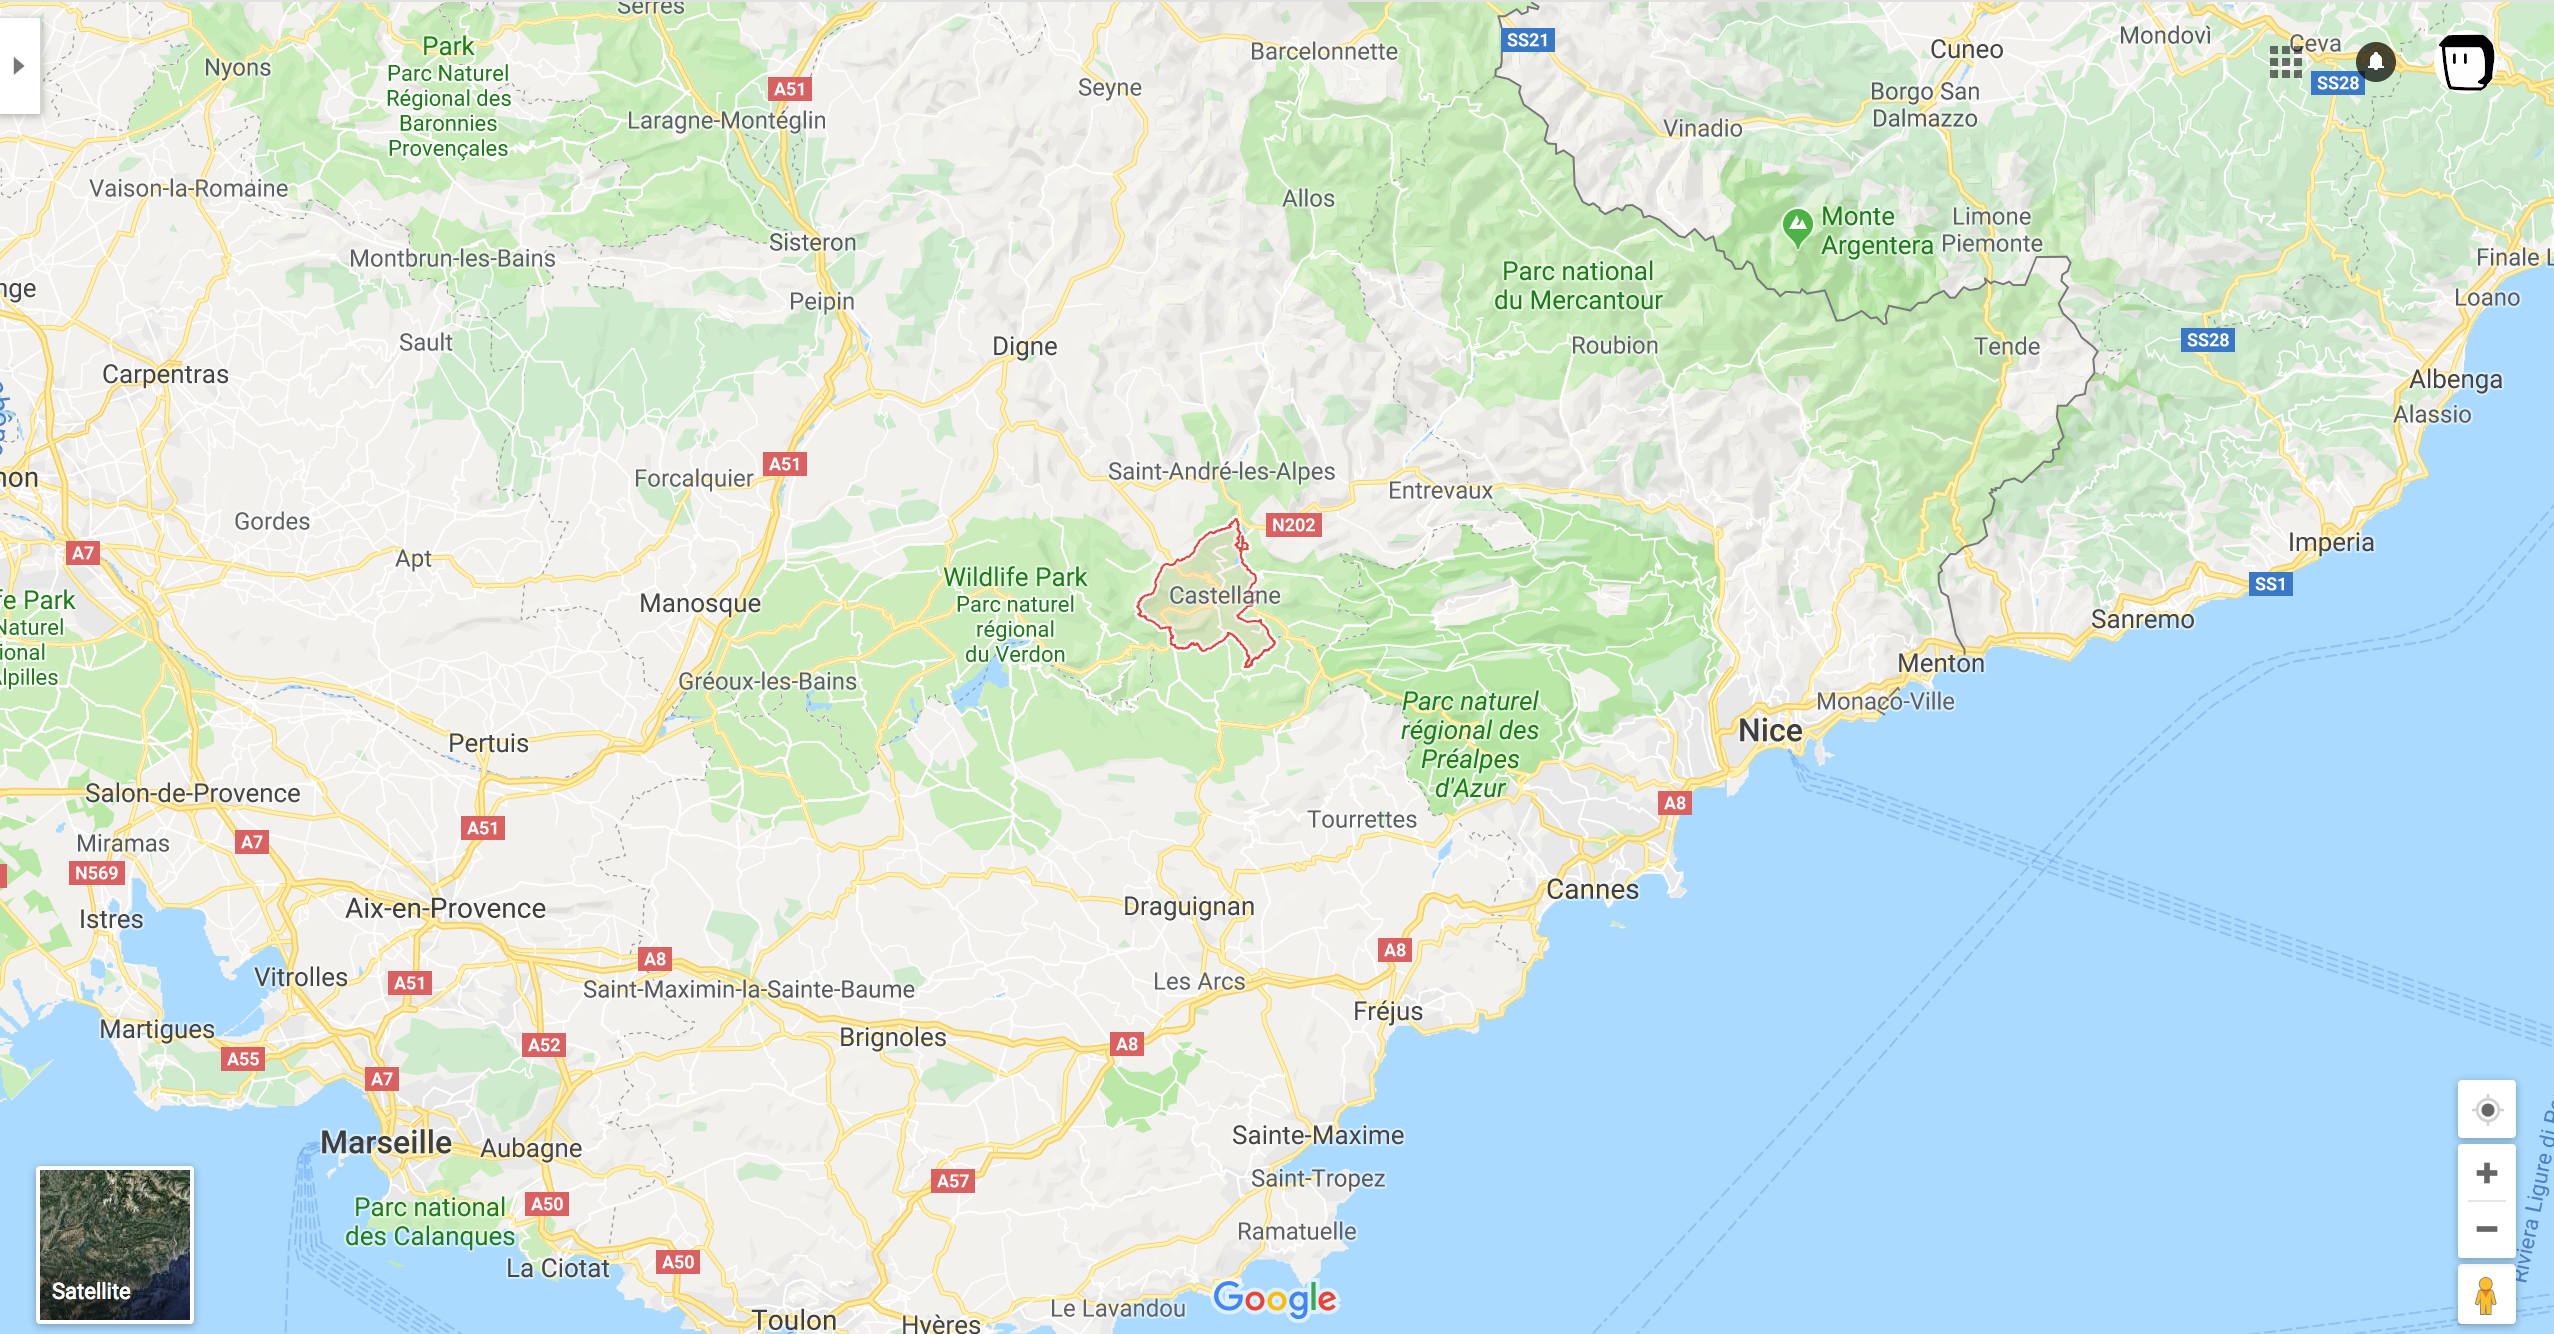 Serres
Park
Parc Naturel
Régional des
Baronnies
Provençales
Nyons
A51
Laragne-Montéglin
Seyne
Barcelonnette
SS21
Cuneo
Mondovì
Ceva
SS28
Borgo San
Dalmazzo
Vinadio
Vaison-la-Romaine
Allos
Monte
Argentera
Limone
Piemonte
Sisteron
Montbrun-les-Bains
Finale L
Parc national
du Mercantour
nge
Peipin
Loano
Sault
Digne
Roubion
Tende
SS28
Carpentras
Albenga
Alassio
Forcalquier
A51
Saint-André-les-Alpes
Entrevaux
non
Gordes
N202
A7
Apt
Imperia
Wildlife Park
Parc naturel
régional
du Verdon
Castellane
SS1
fe Park
Naturel
ional
Alpilles
Manosque
Sanremo
Menton
Gréoux-les-Bains
Monaco-Ville
Parc naturel
régional des
Préalpes
d'Azur
Nice
Pertuis
Salon-de-Provence
A8
Tourrettes
A51
A7
Miramas
N569
Cannes
Aix-en-Provence
Draguignan
Istres
A8
A8
Vitrolles
A51
Saint-Maximin-la-Sainte-Baume
Les Arcs
Fréjus
Martigues
Brignoles
A52
A8
A55
A7
Marseille
Aubagne
Sainte-Maxime
Saint-Tropez
A57
Parc national
des Calanques
A50
Ramatuelle
La Ciotat
A50
Satellite
Google
Le Lavandou
Toulon
Hyères
Riviera Ligure di